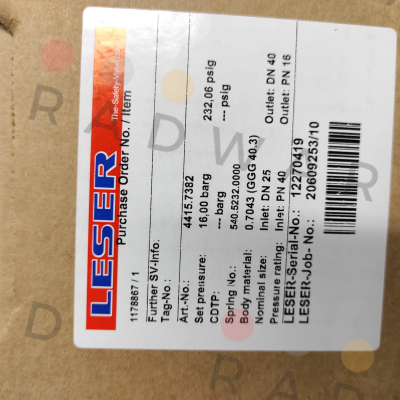 LESER
The-Safety-Valve
Purchase Order No. / Item
1178867 / 1
Further SV-Info.
Tag-No.:
Art.-No.: 4415.7382
Set pressure: 16,00 barg 232,06 psig
CDTP: --- barg --- psig
Spring No.: 540.5232.0000
Body material: 0.7043 (GGG 40.3)
Nominal size: Inlet: DN 25 Outlet: DN 40
Pressure rating: Inlet: PN 40 Outlet: PN 16
LESER-Serial-No.: 12270419
LESER-Job- No.: 20609253/10
RADWER
RADWER